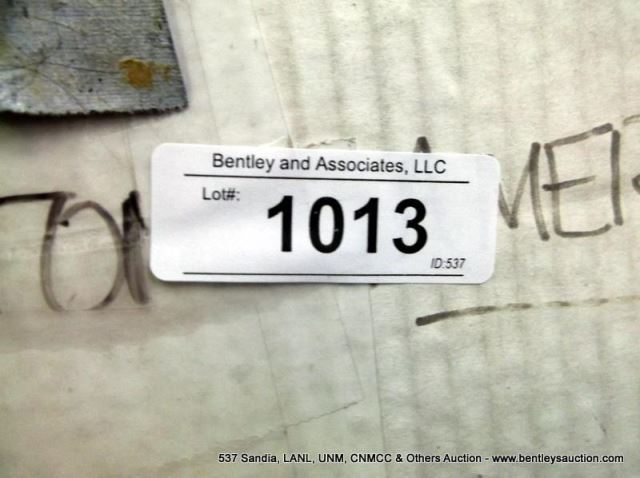 Bentley and Associates, LLC
Lot#:
1013
ID:537
537 Sandia, LANL, UNM, CNMCC & Others Auction - www.bentleysauction.com